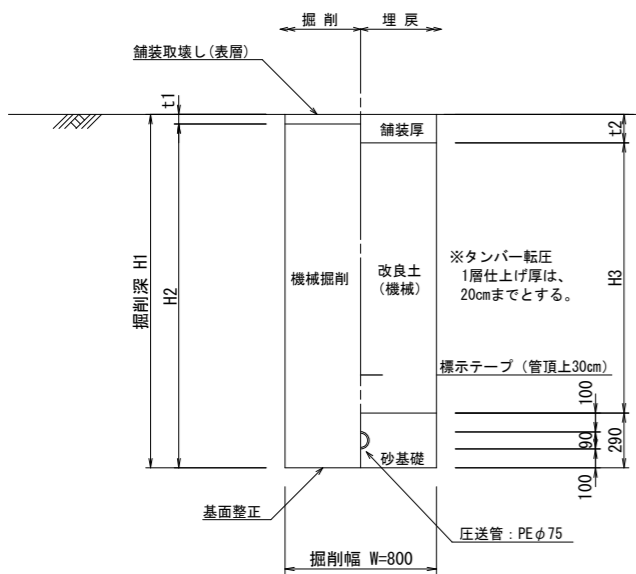 掘 削
埋 戻
舗装取壊し(表層)
t1
舗装厚
t2
掘削深 H1
H2
機械掘削
改良土
(機械)
※タンパー転圧
1層仕上げ厚は、
20cmまでとする。
H3
標示テープ (管頂上30cm)
100
90
290
100
砂基礎
基面整正
圧送管:PEφ75
掘削幅 W=800